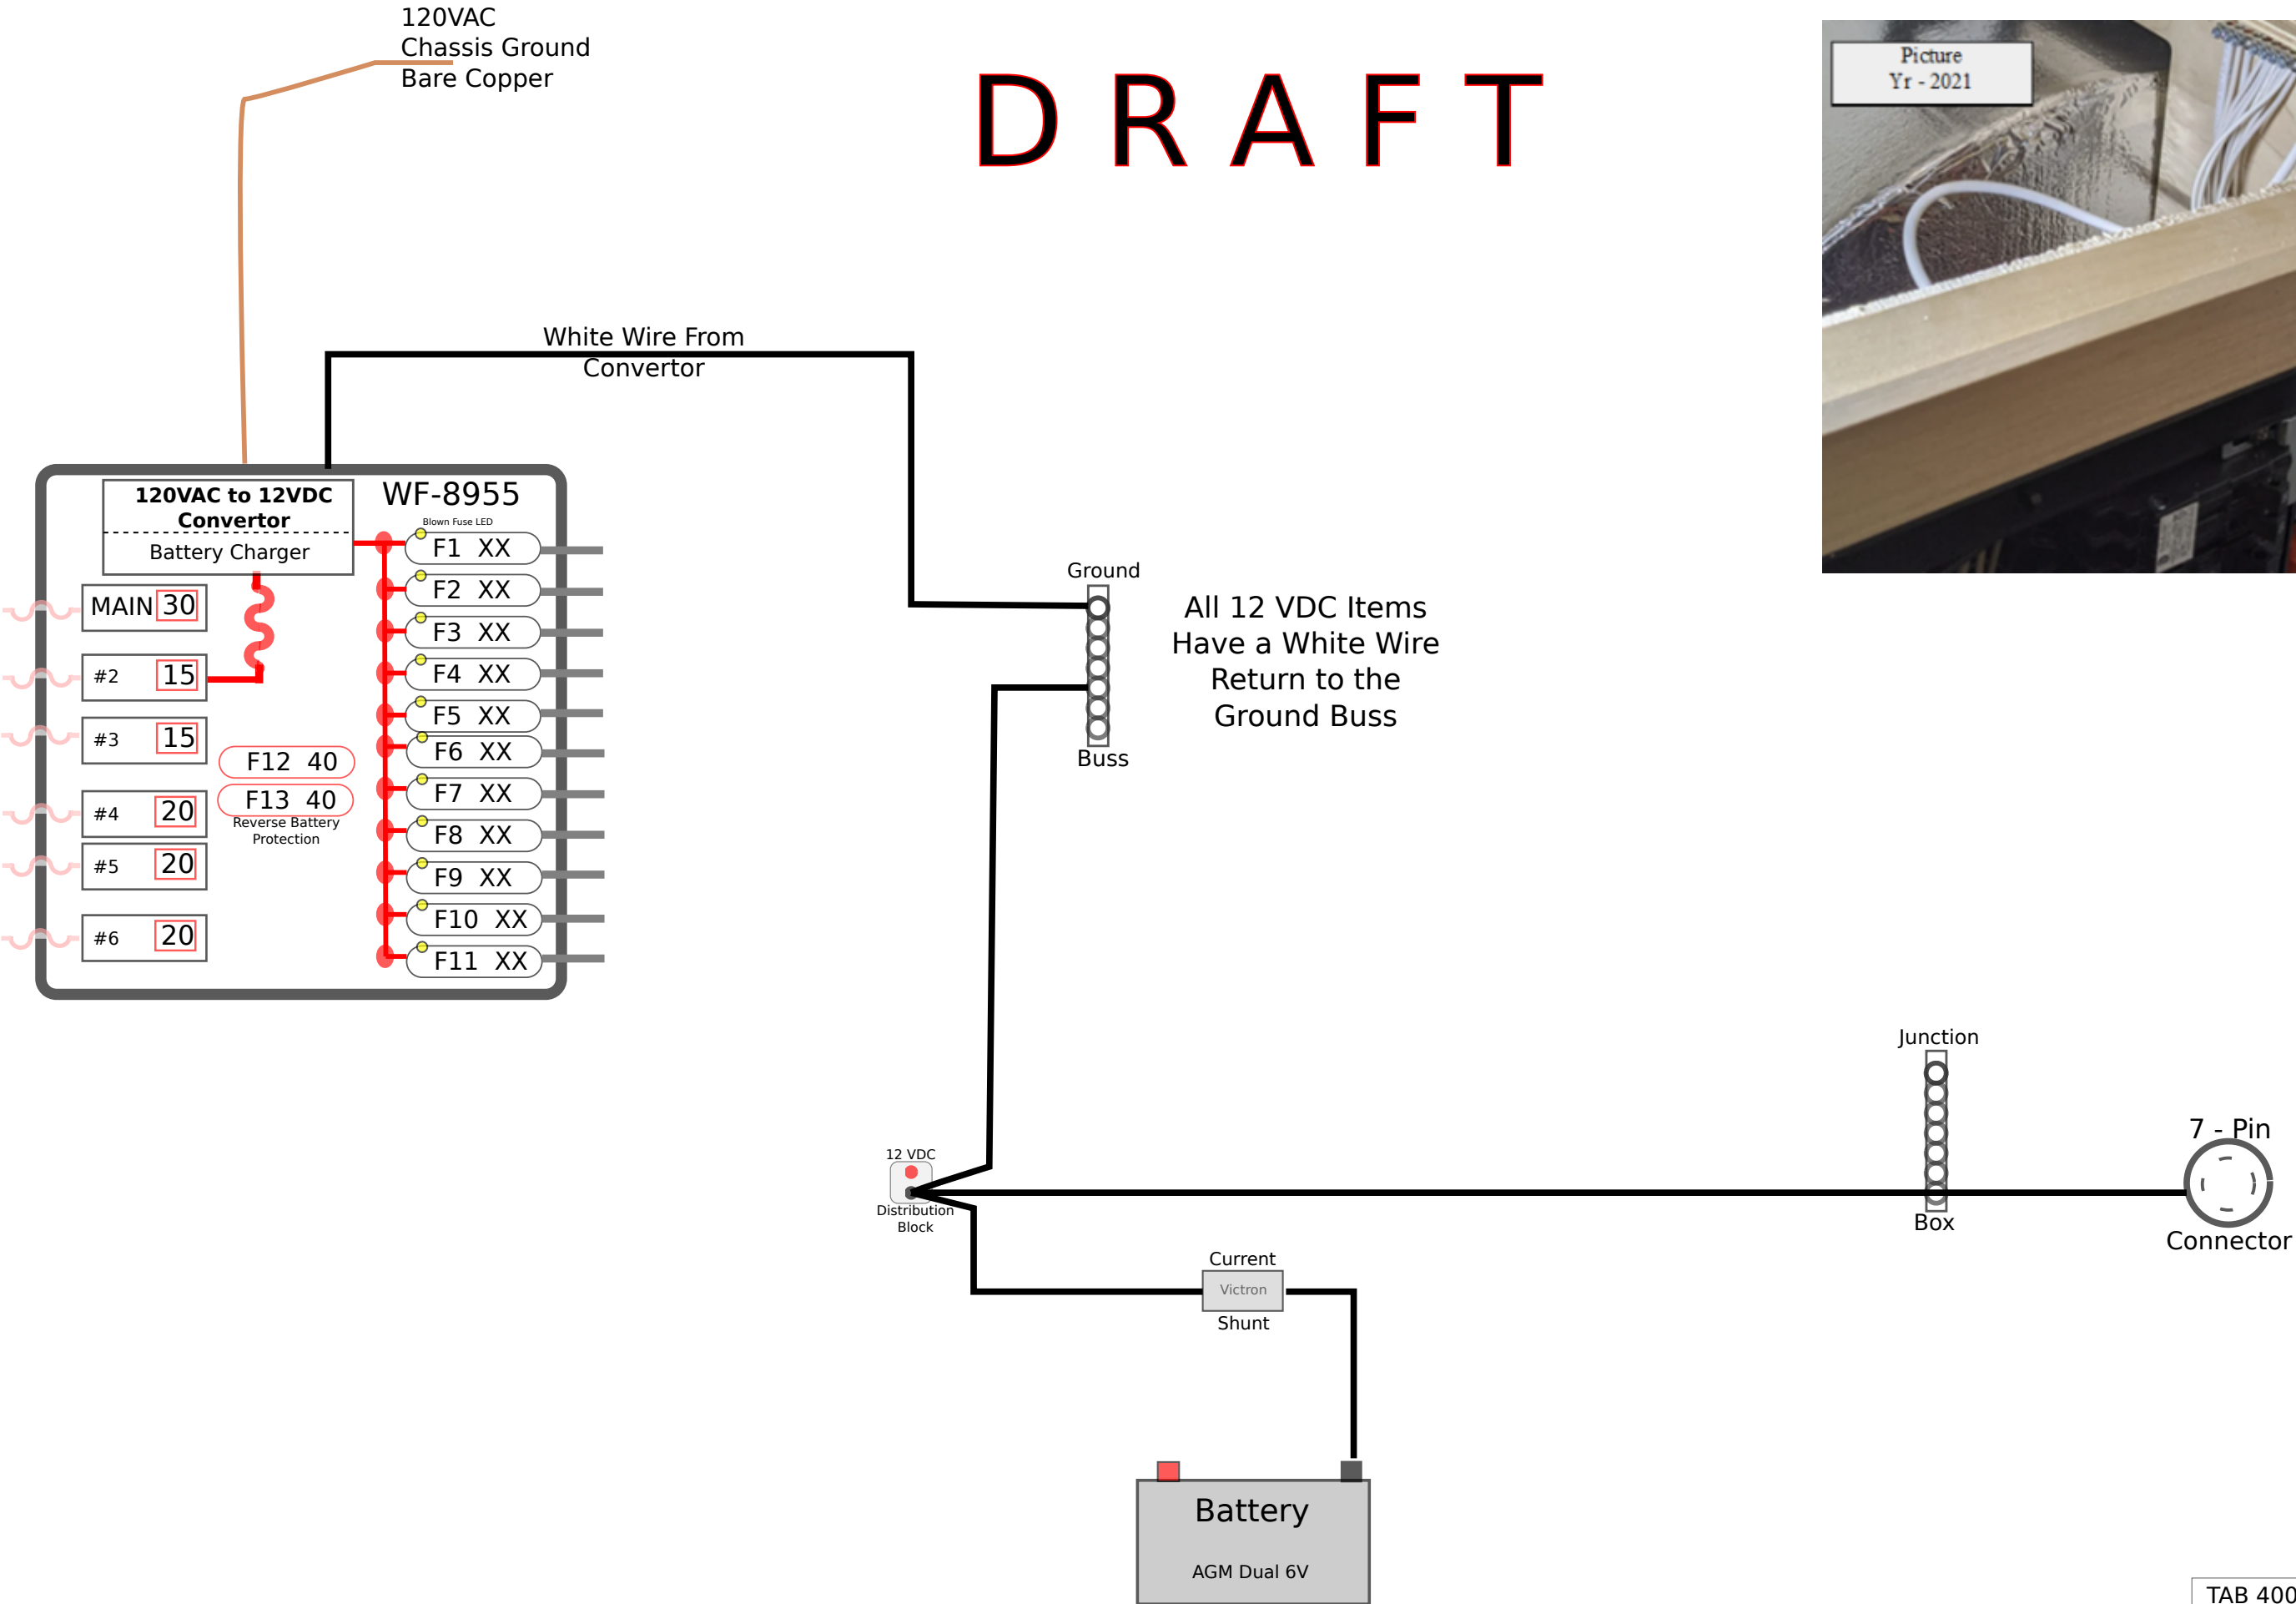 120VAC
Chassis Ground
Bare Copper
D R A F T
Picture
Yr - 2021
White Wire From
Convertor
120VAC to 12VDC
Convertor
Battery Charger
WF-8955
Blown Fuse LED
F1 XX
F2 XX
F3 XX
F4 XX
F5 XX
F6 XX
F7 XX
F8 XX
F9 XX
F10 XX
F11 XX
MAIN 30
#2 15
#3 15
#4 20
#5 20
#6 20
F12 40
F13 40
Reverse Battery
Protection
Ground
Buss
All 12 VDC Items
Have a White Wire
Return to the
Ground Buss
12 VDC
Distribution
Block
Junction
Box
7 - Pin
Connector
Current
Victron
Shunt
Battery
AGM Dual 6V
TAB 400